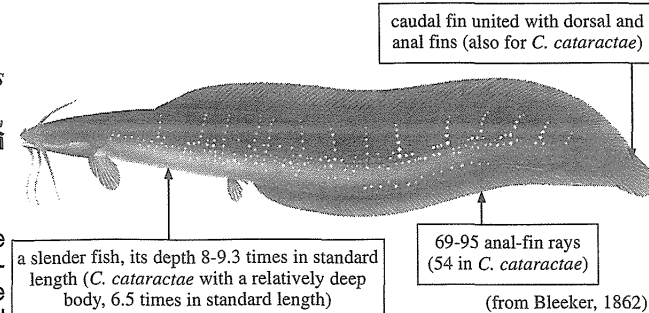 caudal fin united with dorsal and
anal fins (also for C. cataractae)
a slender fish, its depth 8-9.3 times in standard
length (C. cataractae with a relatively deep
body, 6.5 times in standard length)
69-95 anal-fin rays
(54 in C. cataractae)
(from Bleeker, 1862)